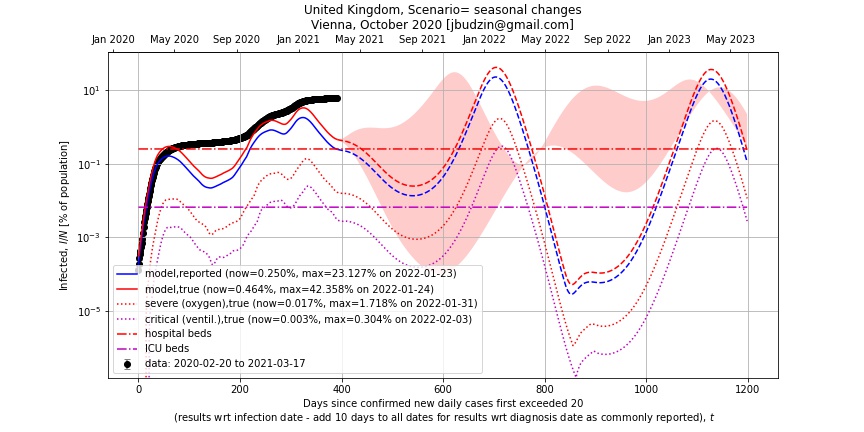 United Kingdom, Scenario= seasonal changes
Vienna, October 2020 [jbudzin@gmail.com]
Jan 2020 May 2020 Sep 2020 Jan 2021 May 2021 Sep 2021 Jan 2022 May 2022 Sep 2022 Jan 2023 May 2023
10¹
10⁻¹
10⁻³
10⁻⁵
Infected, I/N [% of population]
model,reported (now=0.250%, max=23.127% on 2022-01-23)
model,true (now=0.464%, max=42.358% on 2022-01-24)
severe (oxygen),true (now=0.017%, max=1.718% on 2022-01-31)
critical (ventil.),true (now=0.003%, max=0.304% on 2022-02-03)
hospital beds
ICU beds
data: 2020-02-20 to 2021-03-17
0 200 400 600 800 1000 1200
Days since confirmed new daily cases first exceeded 20
(results wrt infection date - add 10 days to all dates for results wrt diagnosis date as commonly reported), t